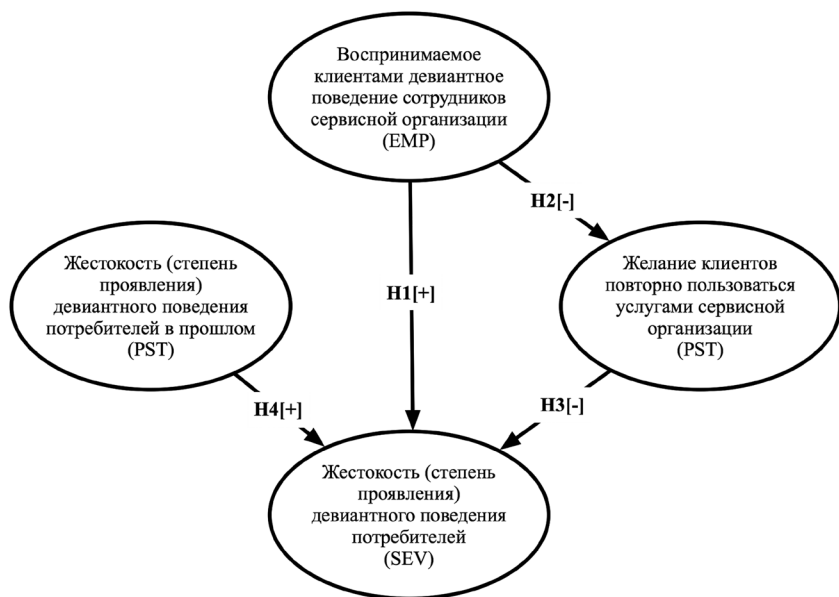 Воспринимаемое
клиентами девиантное
поведение сотрудников
сервисной организации
(EMP)
H2[-]
Жестокость (степень
проявления)
девиантного поведения
потребителей в прошлом
(PST)
H1[+]
Желание клиентов
повторно пользоваться
услугами сервисной
организации
(PST)
H4[+]
H3[-]
Жестокость (степень
проявления)
девиантного поведения
потребителей
(SEV)